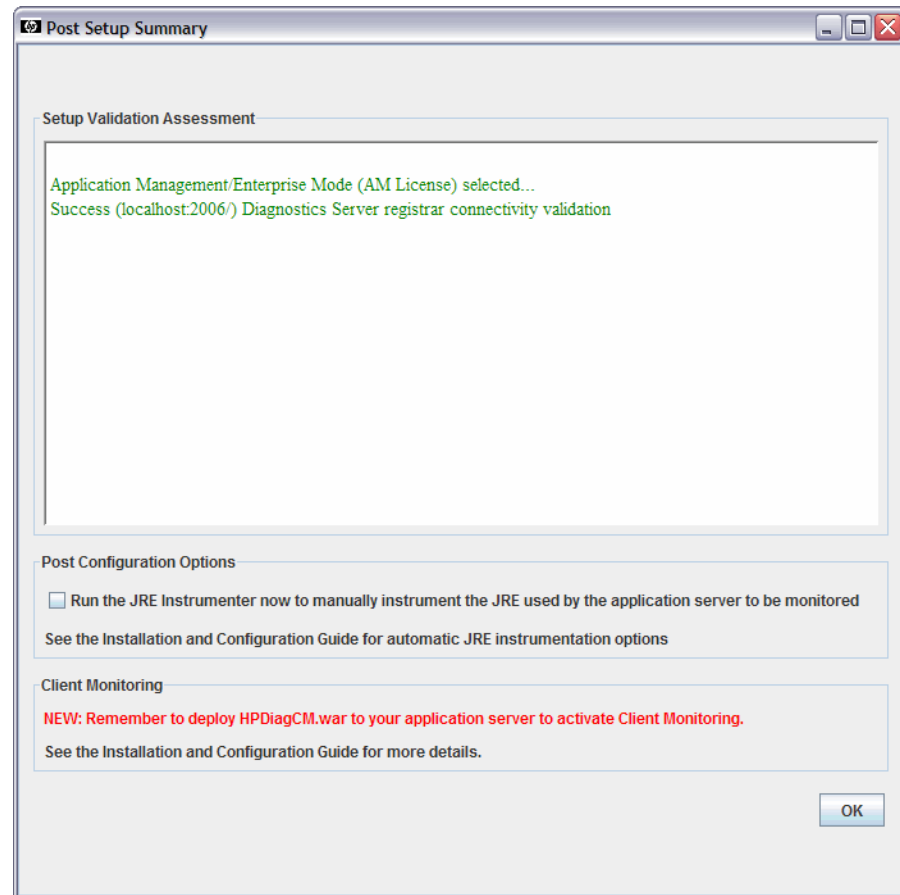 Post Setup Summary
Setup Validation Assessment
Application Management/Enterprise Mode (AM License) selected...
Success (localhost:2006/) Diagnostics Server registrar connectivity validation
Post Configuration Options
Run the JRE Instrumenter now to manually instrument the JRE used by the application server to be monitored
See the Installation and Configuration Guide for automatic JRE instrumentation options
Client Monitoring
NEW: Remember to deploy HPDiagCM.war to your application server to activate Client Monitoring.
See the Installation and Configuration Guide for more details.
OK